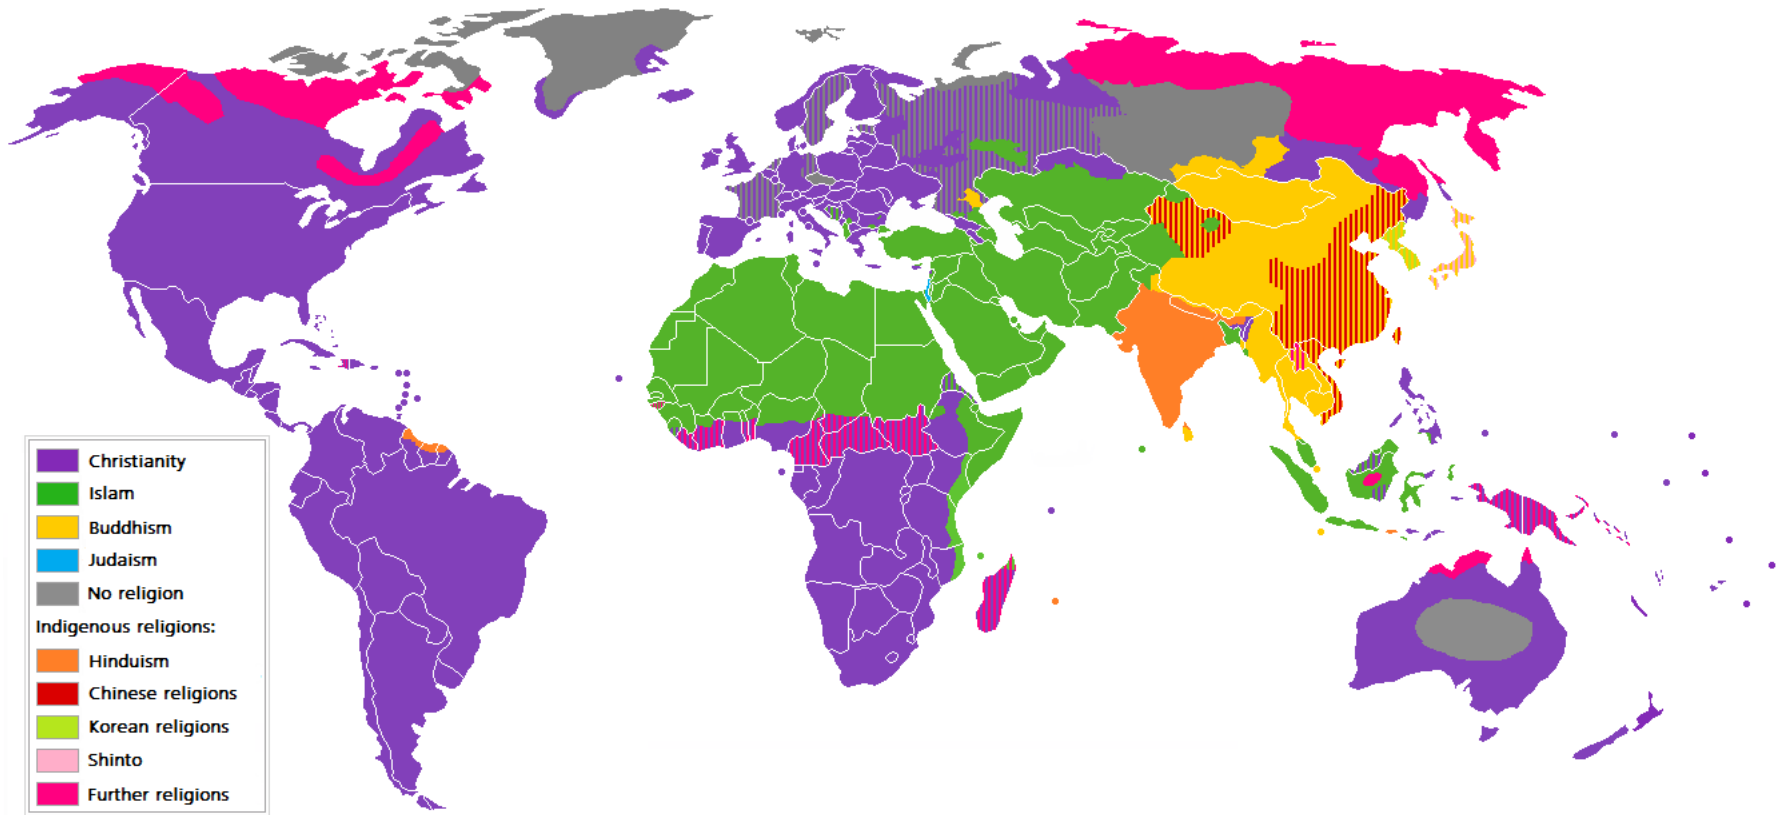 Christianity
Islam
Buddhism
Judaism
No religion
Indigenous religions:
Hinduism
Chinese religions
Korean religions
Shinto
Further religions